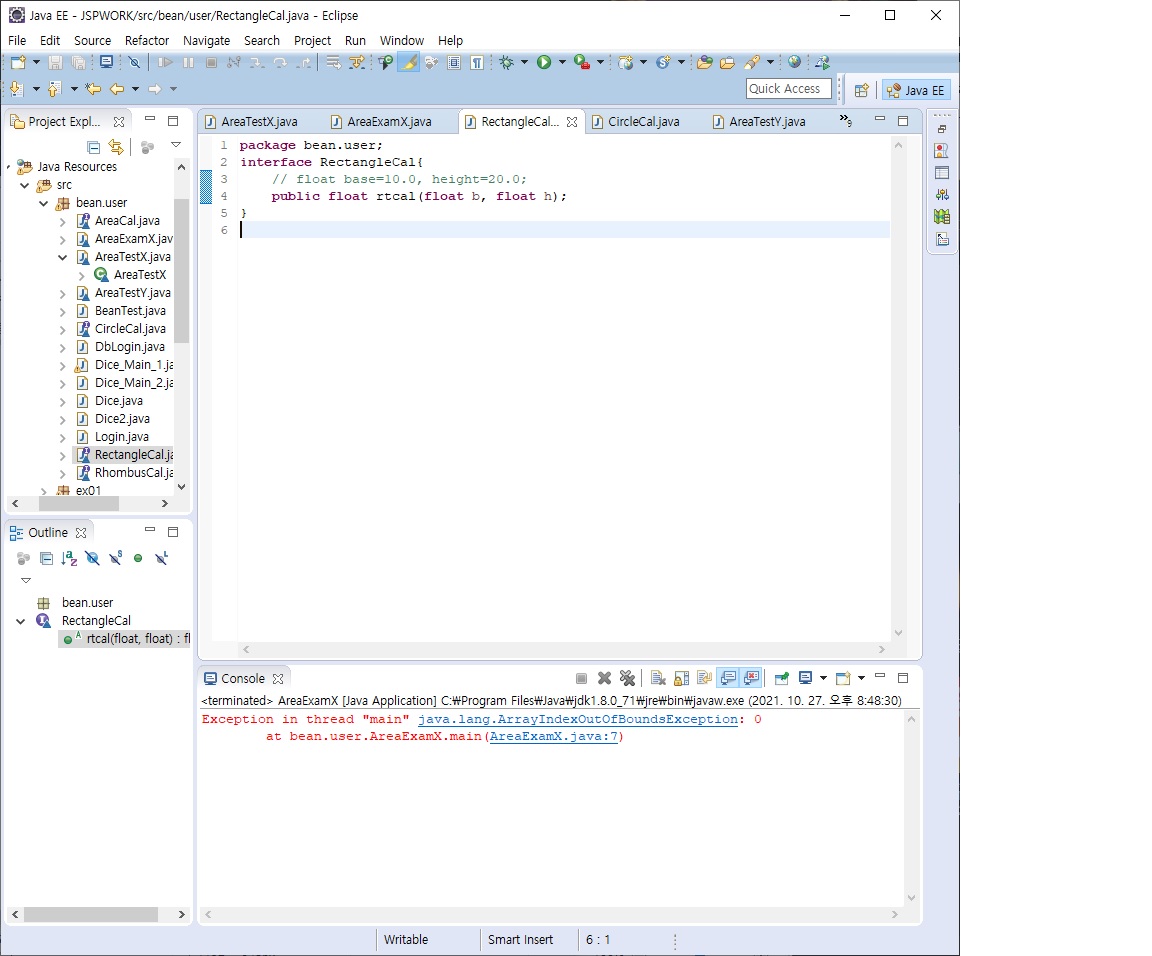 Java EE - JSPWORK/src/bean/user/RectangleCal.java - Eclipse
File Edit Source Refactor Navigate Search Project Run Window Help
Quick Access
Java EE
Project Expl...
Java Resources
src
bean.user
AreaCal.java
AreaExamX.jav
AreaTestX.java
AreaTestX
AreaTestY.java
BeanTest.java
CircleCal.java
DbLogin.java
Dice_Main_1.ja
Dice_Main_2.ja
Dice.java
Dice2.java
Login.java
RectangleCal.ja
RhombusCal.ja
ex01
Outline
bean.user
RectangleCal
rtcal(float, float) : fl
AreaTestX.java AreaExamX.java RectangleCal... CircleCal.java AreaTestY.java »9
1 package bean.user;
2 interface RectangleCal{
3 // float base=10.0, height=20.0;
4 public float rtcal(float b, float h);
5 }
6
Console
<terminated> AreaExamX [Java Application] C:₩Program Files₩Java₩jdk1.8.0_71₩jre₩bin₩javaw.exe (2021. 10. 27. 오후 8:48:30)
Exception in thread "main" java.lang.ArrayIndexOutOfBoundsException: 0
at bean.user.AreaExamX.main(AreaExamX.java:7)
Writable Smart Insert 6 : 1